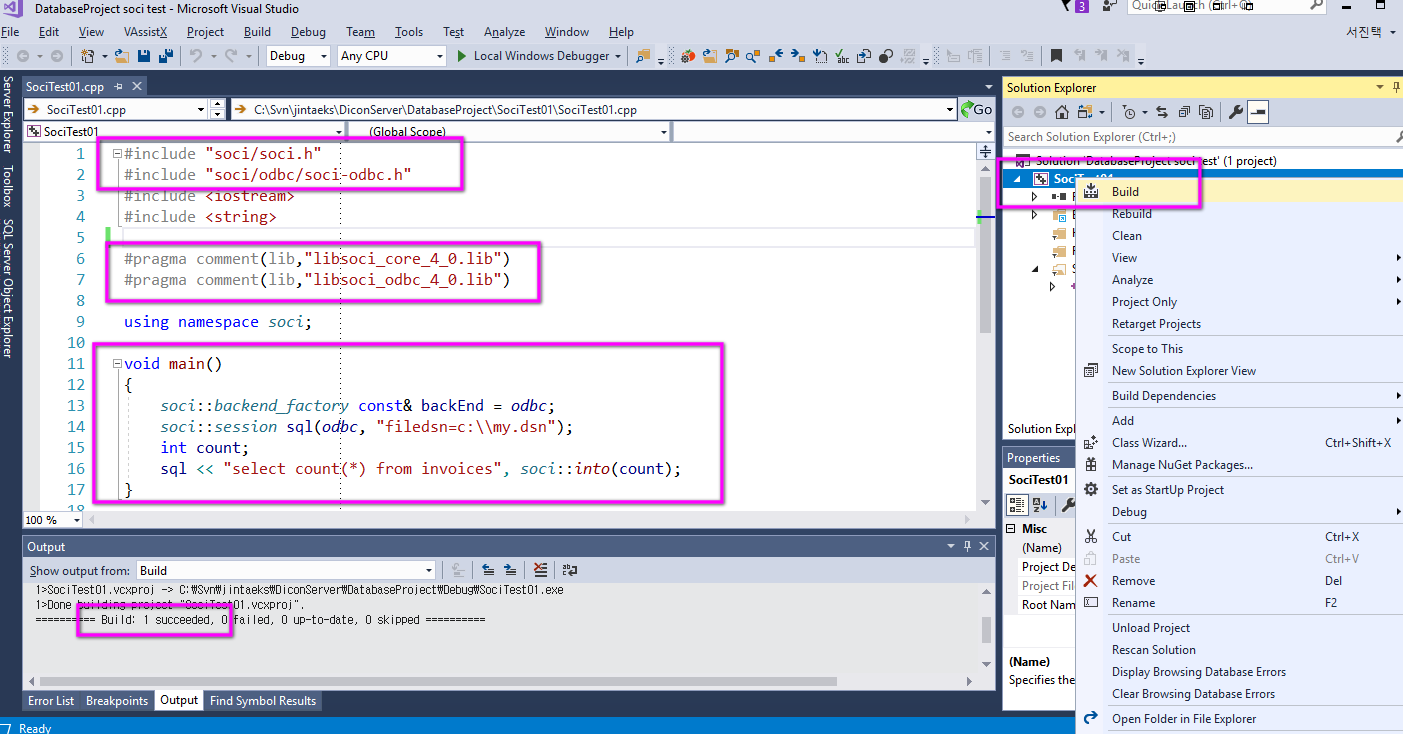 DatabaseProject soci test - Microsoft Visual Studio
3
File Edit View VAssistX Project Build Debug Team Tools Test Analyze Window Help
서진택
Debug Any CPU Local Windows Debugger
Server Explorer
Toolbox
SQL Server Object Explorer
SociTest01.cpp
SociTest01.cpp C:\Svn\jintaeks\DiconServer\DatabaseProject\SociTest01\SociTest01.cpp Go
SociTest01 (Global Scope)
1 #include "soci/soci.h"
2 #include "soci/odbc/soci-odbc.h"
3 #include <iostream>
4 #include <string>
5
6 #pragma comment(lib,"libsoci_core_4_0.lib")
7 #pragma comment(lib,"libsoci_odbc_4_0.lib")
8
9 using namespace soci;
10
11 void main()
12 {
13 soci::backend_factory const& backEnd = odbc;
14 soci::session sql(odbc, "filedsn=c:\\my.dsn");
15 int count;
16 sql << "select count(*) from invoices", soci::into(count);
17 }
18
100 %
Output
Show output from: Build
1>SociTest01.vcxproj -> C:₩Svn₩jintaeks₩DiconServer₩DatabaseProject₩Debug₩SociTest01.exe
1>Done building project "SociTest01.vcxproj".
========== Build: 1 succeeded, 0 failed, 0 up-to-date, 0 skipped ==========
Error List Breakpoints Output Find Symbol Results
Ready
Solution Explorer
Search Solution Explorer (Ctrl+;)
Solution 'DatabaseProject soci test' (1 project)
SociTest01
Solution Expl
Properties
SociTest01
Misc
(Name)
Project De
Project File
Root Nam
(Name)
Specifies the
Build
Rebuild
Clean
View
Analyze
Project Only
Retarget Projects
Scope to This
New Solution Explorer View
Build Dependencies
Add
Class Wizard... Ctrl+Shift+X
Manage NuGet Packages...
Set as StartUp Project
Debug
Cut Ctrl+X
Paste Ctrl+V
Remove Del
Rename F2
Unload Project
Rescan Solution
Display Browsing Database Errors
Clear Browsing Database Errors
Open Folder in File Explorer